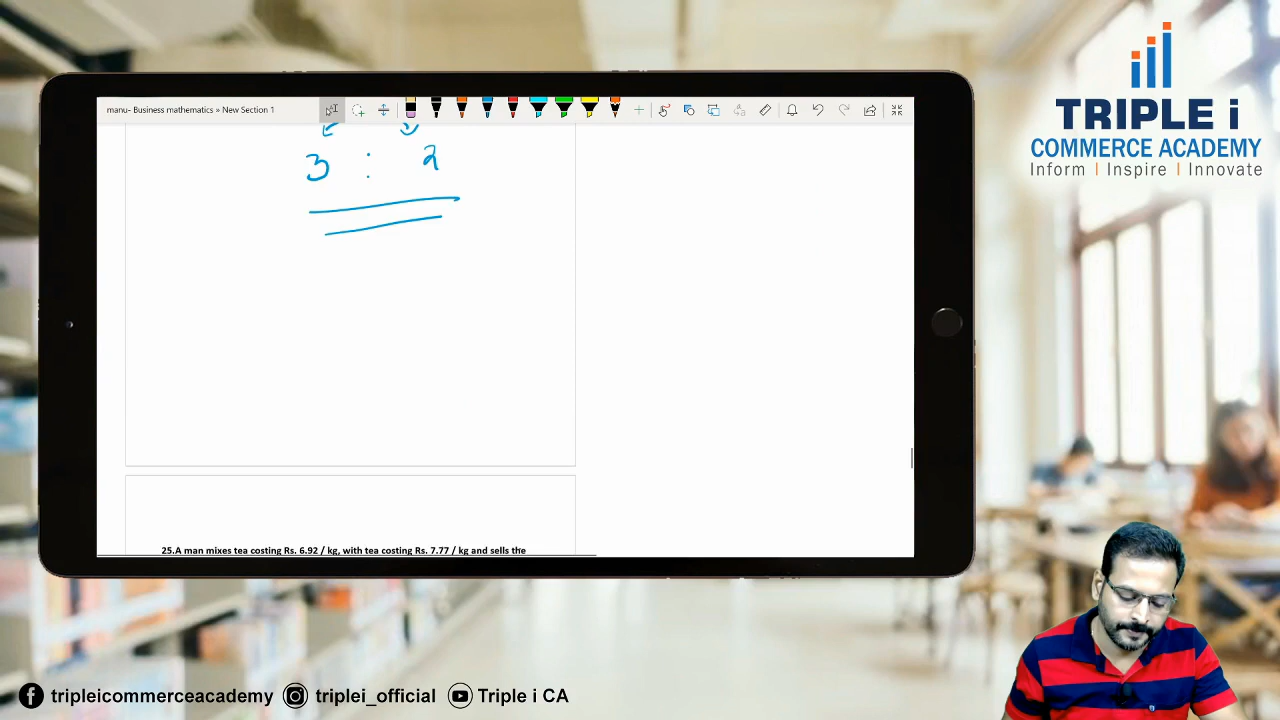 manu- Business mathematics » New Section 1
3 : 2
25.A man mixes tea costing Rs. 6.92 / kg, with tea costing Rs. 7.77 / kg and sells the
TRIPLE i
COMMERCE ACADEMY
Inform | Inspire | Innovate
tripleicommerceacademy triplei_official Triple i CA